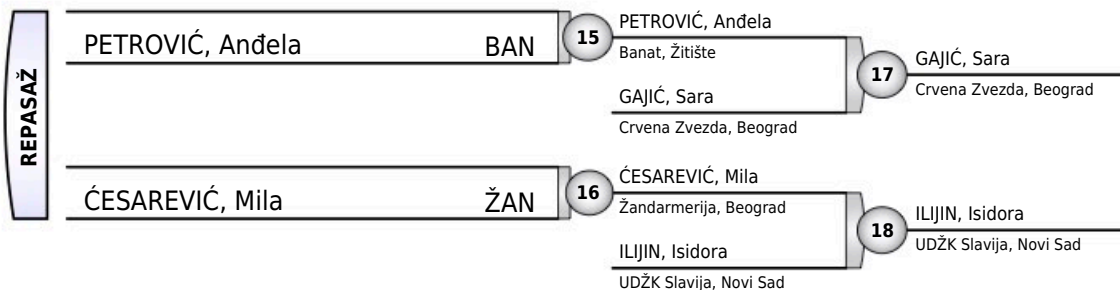 REPASAŽ
PETROVIĆ, Anđela BAN
15
PETROVIĆ, Anđela
Banat, Žitište
GAJIĆ, Sara
Crvena Zvezda, Beograd
17
GAJIĆ, Sara
Crvena Zvezda, Beograd
ĆESAREVIĆ, Mila ŽAN
16
ĆESAREVIĆ, Mila
Žandarmerija, Beograd
ILIJIN, Isidora
UDŽK Slavija, Novi Sad
18
ILIJIN, Isidora
UDŽK Slavija, Novi Sad